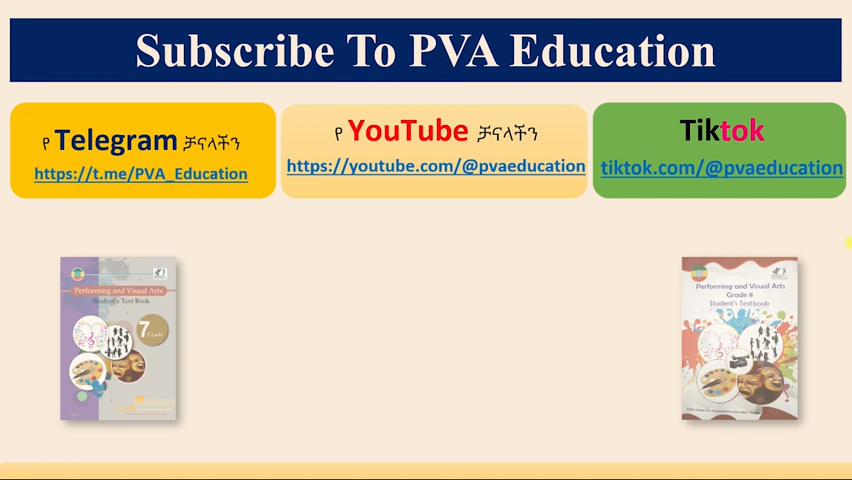 Subscribe To PVA Education
የ Telegram ቻናላችን
https://t.me/PVA_Education
የ YouTube ቻናላችን
https://youtube.com/@pvaeducation
Tiktok
tiktok.com/@pvaeducation
Performing and Visual Arts
Student's Text Book
7
Grade
Performing and Visual Arts
Grade 8
Student's Textbook